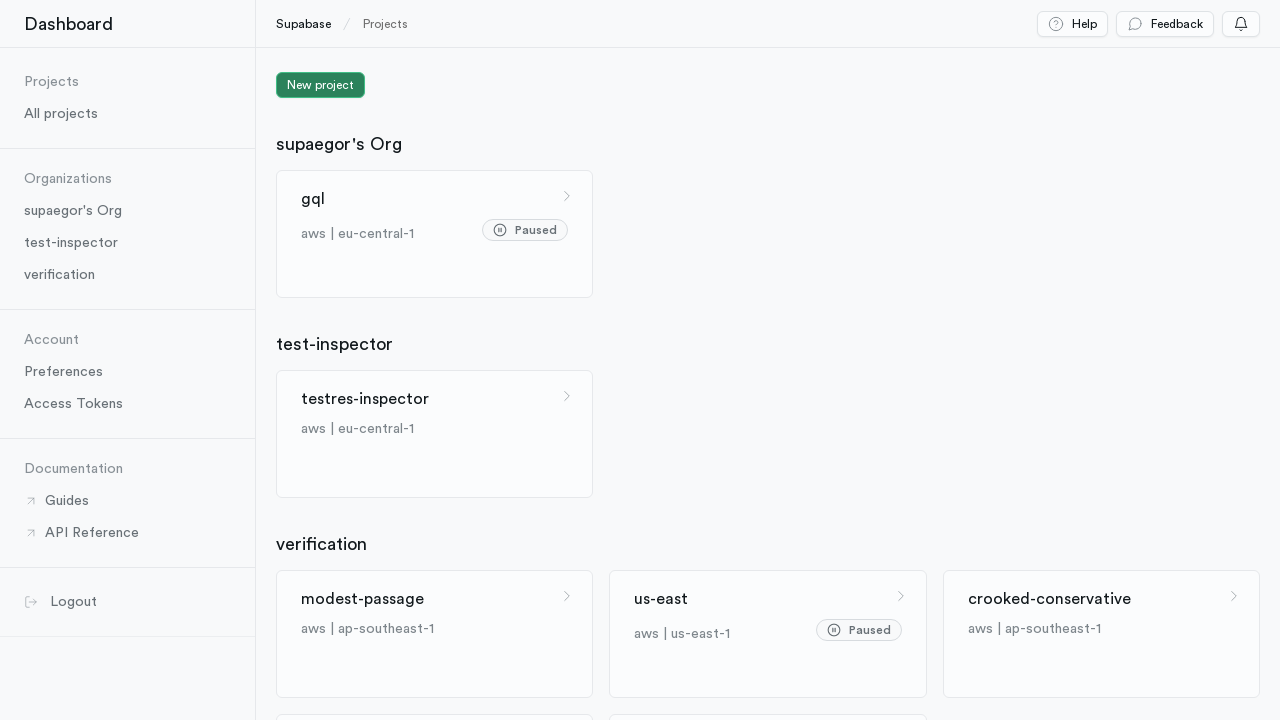 Dashboard
Supabase / Projects
Help
Feedback
Projects
All projects
Organizations
supaegor's Org
test-inspector
verification
Account
Preferences
Access Tokens
Documentation
Guides
API Reference
Logout
New project
supaegor's Org
gql
aws | eu-central-1
Paused
test-inspector
testres-inspector
aws | eu-central-1
verification
modest-passage
aws | ap-southeast-1
us-east
aws | us-east-1
Paused
crooked-conservative
aws | ap-southeast-1